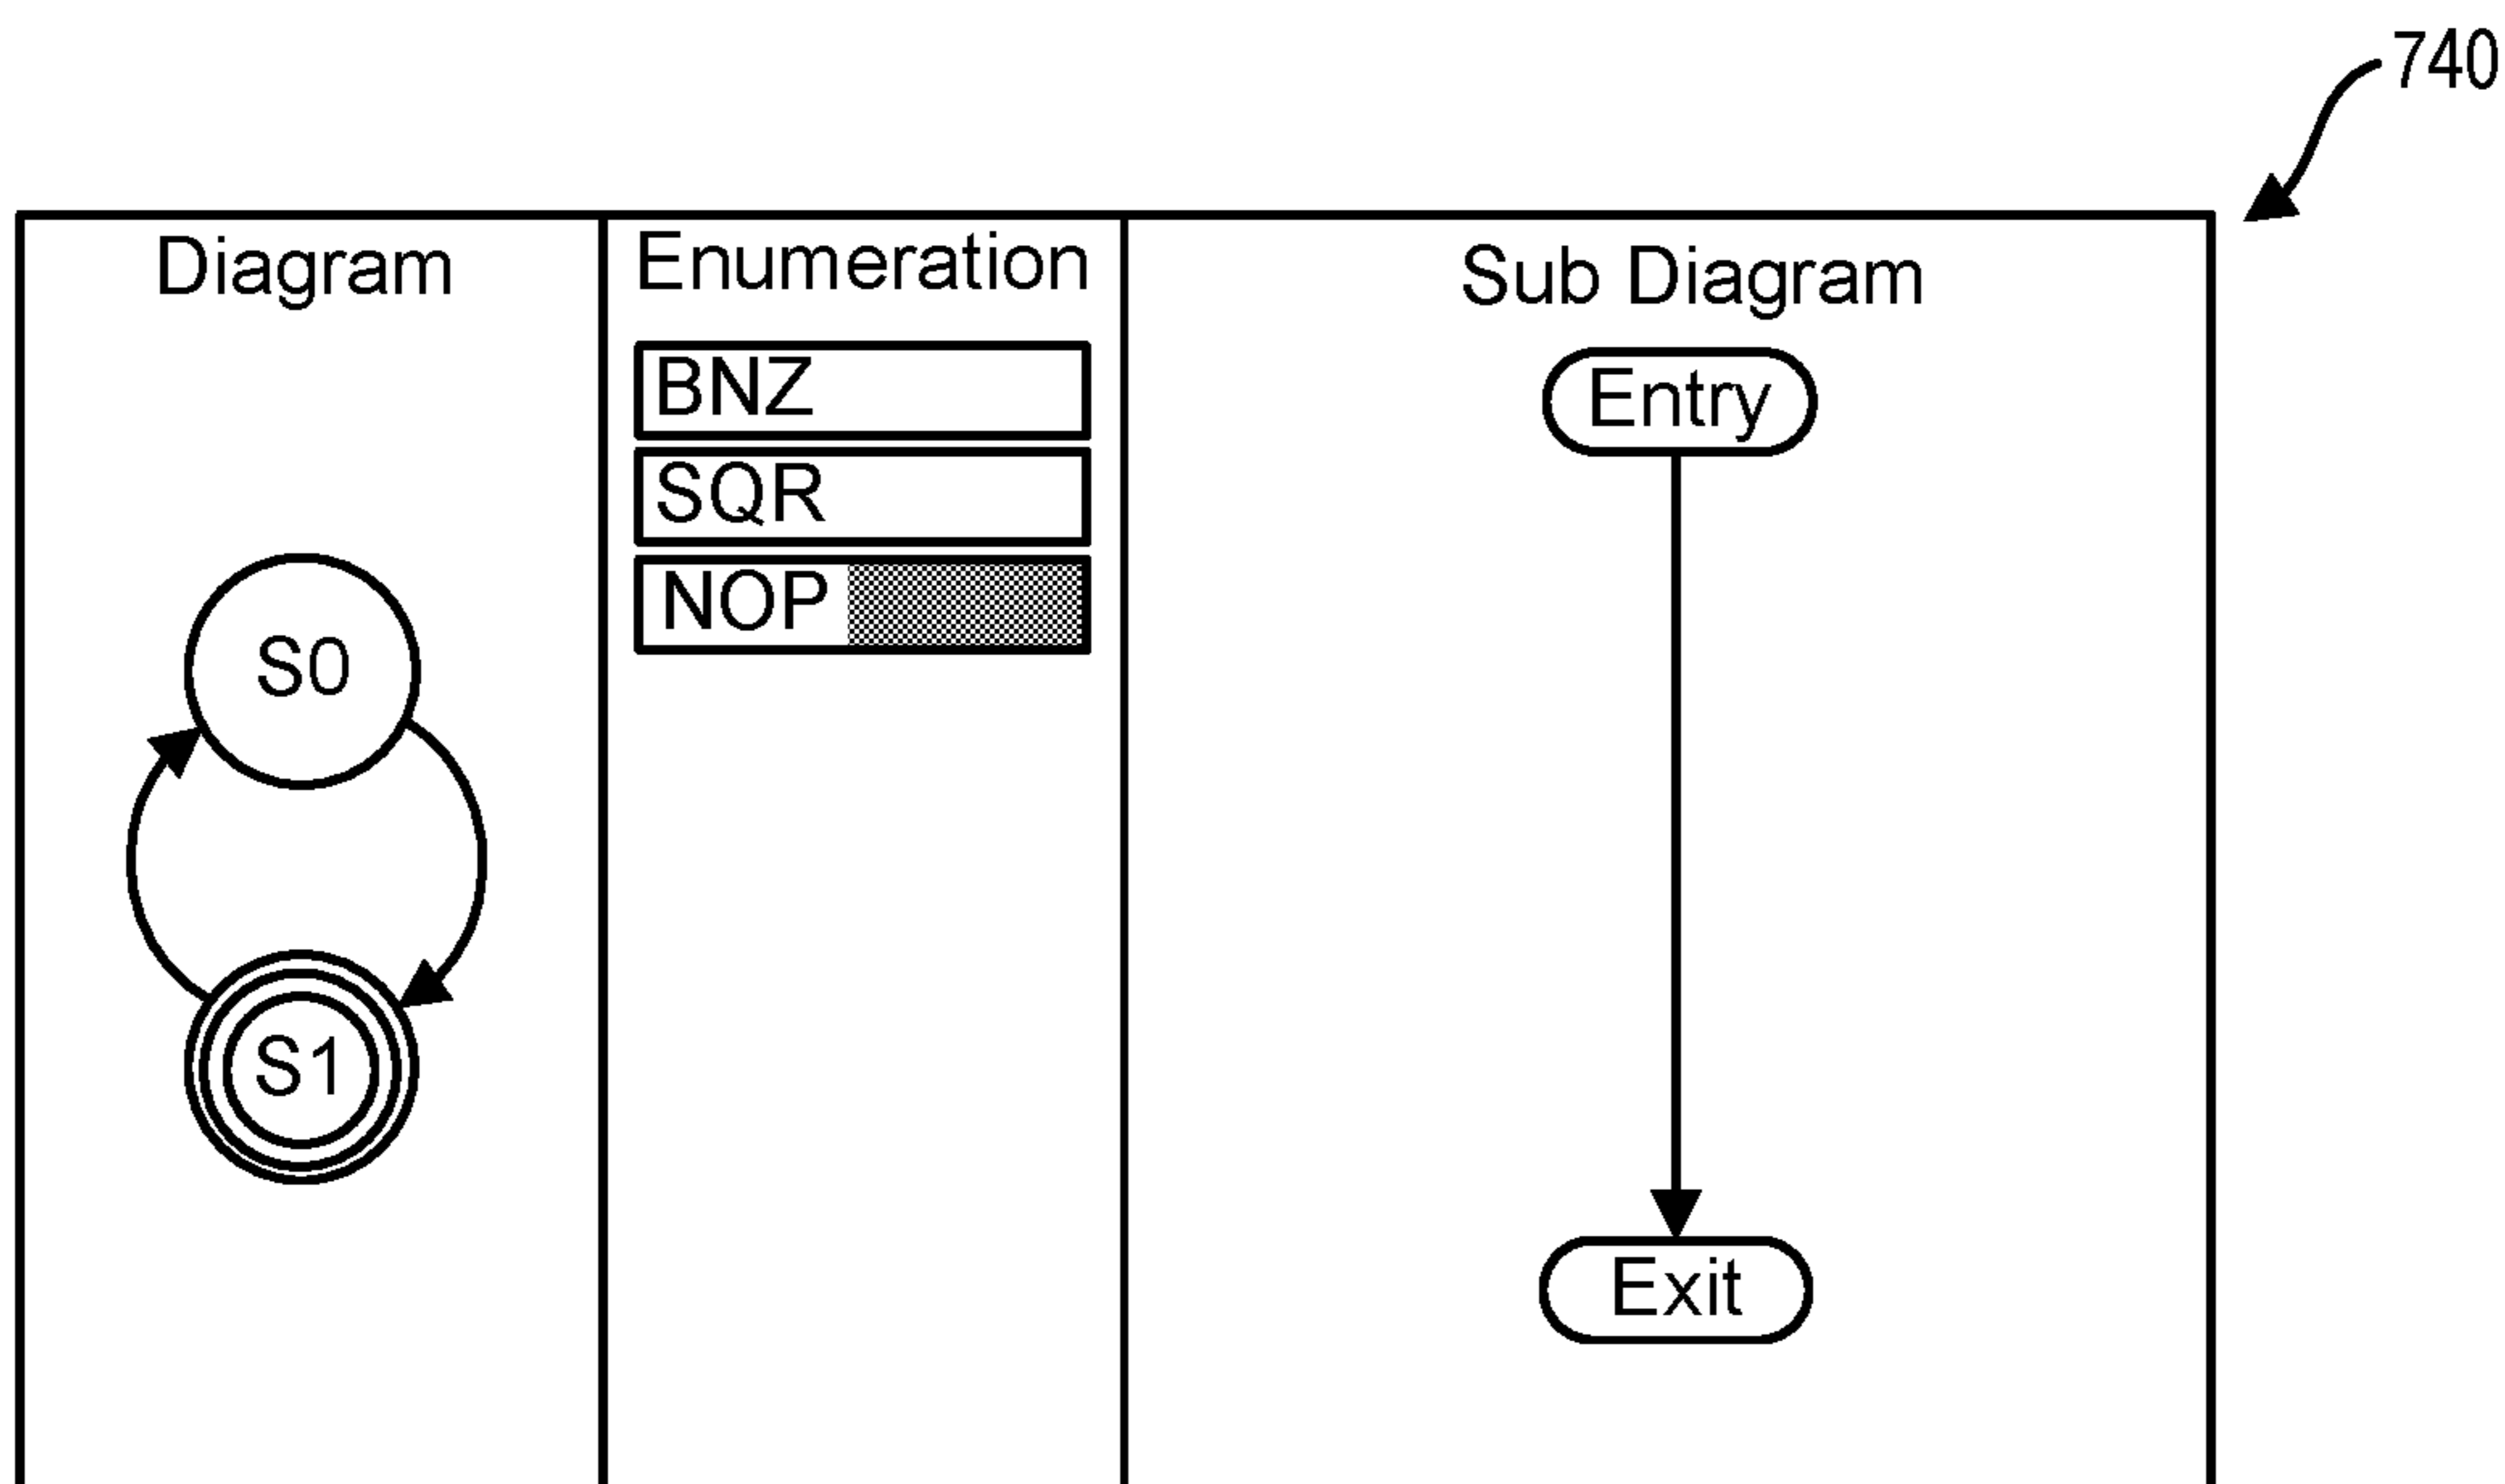 740
Diagram
Enumeration
Sub Diagram
BNZ
SQR
NOP
S0
S1
Entry
Exit